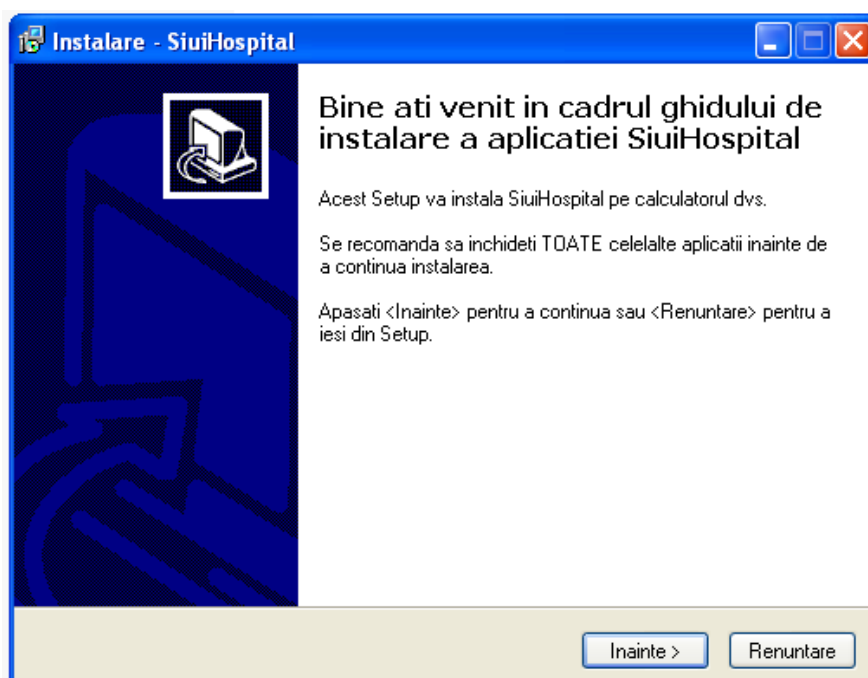 Instalare - SiuiHospital
Bine ati venit in cadrul ghidului de
instalare a aplicatiei SiuiHospital
Acest Setup va instala SiuiHospital pe calculatorul dvs.
Se recomanda sa inchideti TOATE celelalte aplicatii inainte de
a continua instalarea.
Apasati <Inainte> pentru a continua sau <Renuntare> pentru a
iesi din Setup.
Inainte >
Renuntare